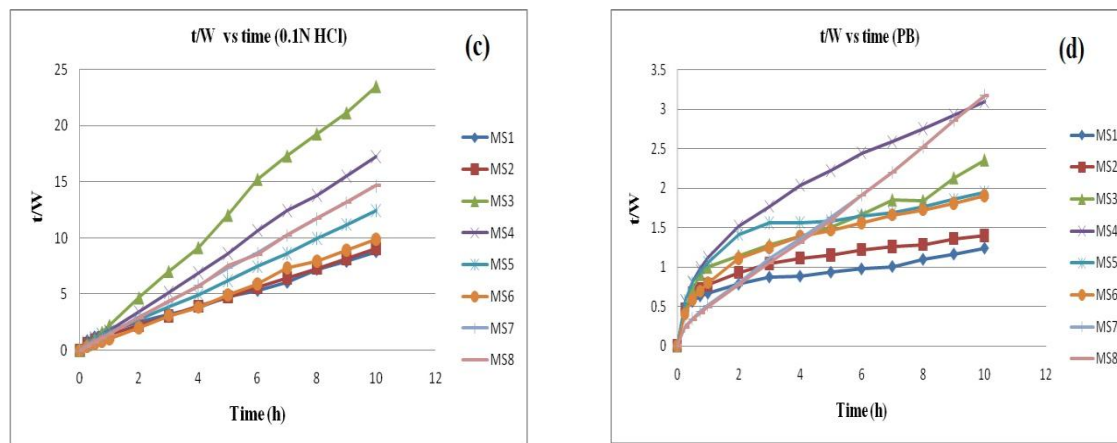 t/W vs time (0.1N HCl)
(c)
t/W
25
20
15
10
5
0
0
2
4
6
8
10
12
Time (h)
MS1
MS2
MS3
MS4
MS5
MS6
MS7
MS8
t/W vs time (PB)
(d)
t/W
3.5
3
2.5
2
1.5
1
0.5
0
0
2
4
6
8
10
12
Time (h)
MS1
MS2
MS3
MS4
MS5
MS6
MS7
MS8